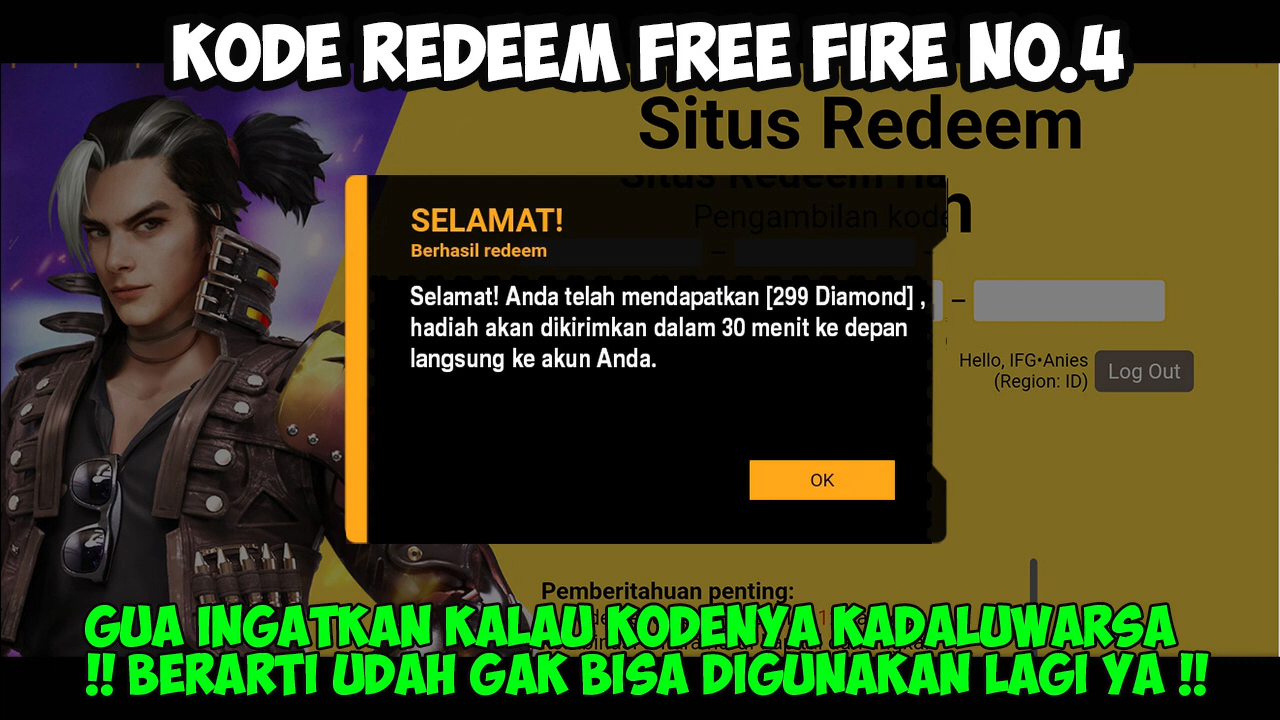 KODE REDEEM FREE FIRE NO.4
Situs Redeem
Situs Redeem
Pengambilan kode
SELAMAT!
Berhasil redeem
Selamat! Anda telah mendapatkan [299 Diamond] ,
hadiah akan dikirimkan dalam 30 menit ke depan
langsung ke akun Anda.
Hello, IFG•Anies
(Region: ID)
Log Out
OK
Pemberitahuan penting:
GUA INGATKAN KALAU KODENYA KADALUWARSA
!! BERARTI UDAH GAK BISA DIGUNAKAN LAGI YA !!